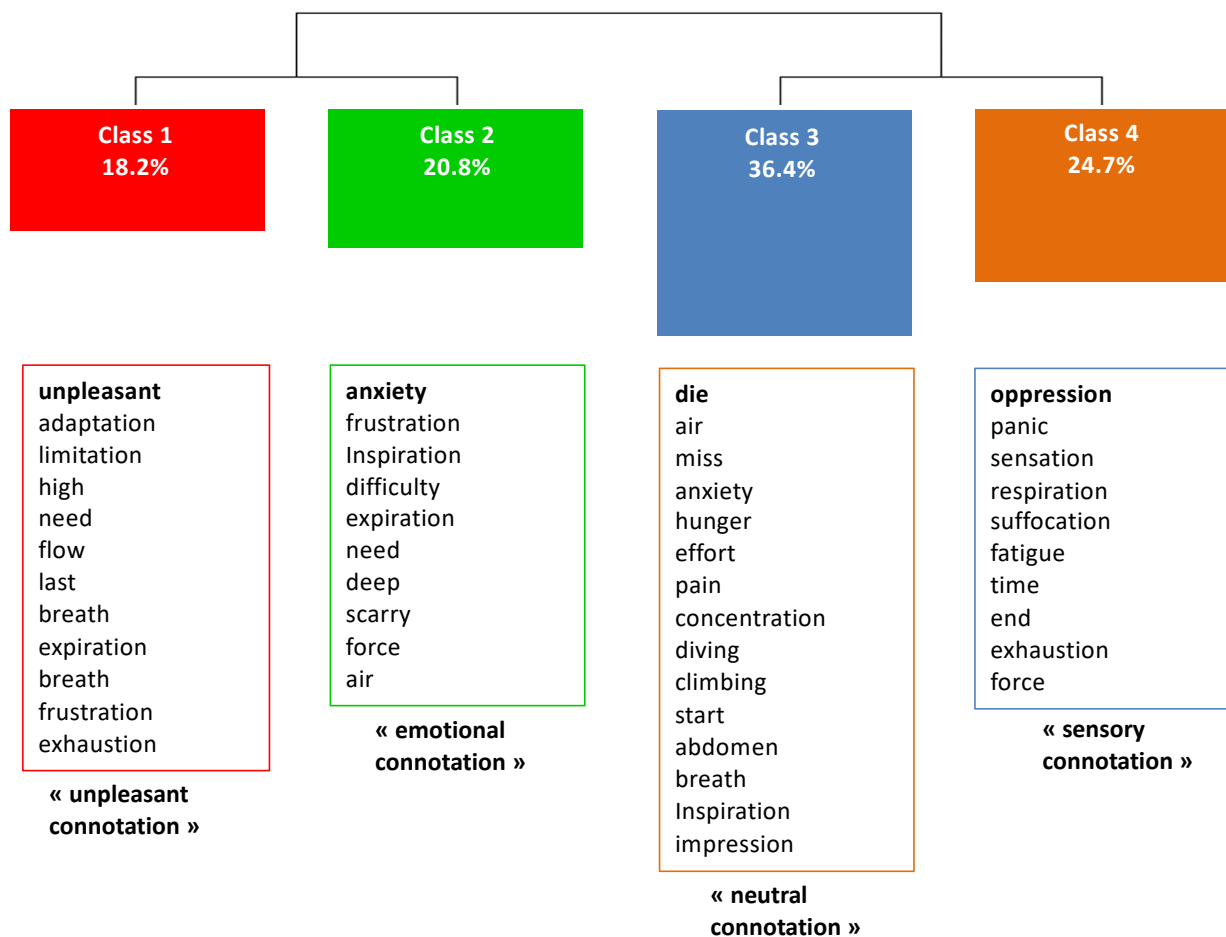 Class 1
18.2%
Class 2
20.8%
Class 3
36.4%
Class 4
24.7%
unpleasant
adaptation
limitation
high
need
flow
last
breath
expiration
breath
frustration
exhaustion
« unpleasant
connotation »
anxiety
frustration
Inspiration
difficulty
expiration
need
deep
scarry
force
air
« emotional
connotation »
die
air
miss
anxiety
hunger
effort
pain
concentration
diving
climbing
start
abdomen
breath
Inspiration
impression
« neutral
connotation »
oppression
panic
sensation
respiration
suffocation
fatigue
time
end
exhaustion
force
« sensory
connotation »